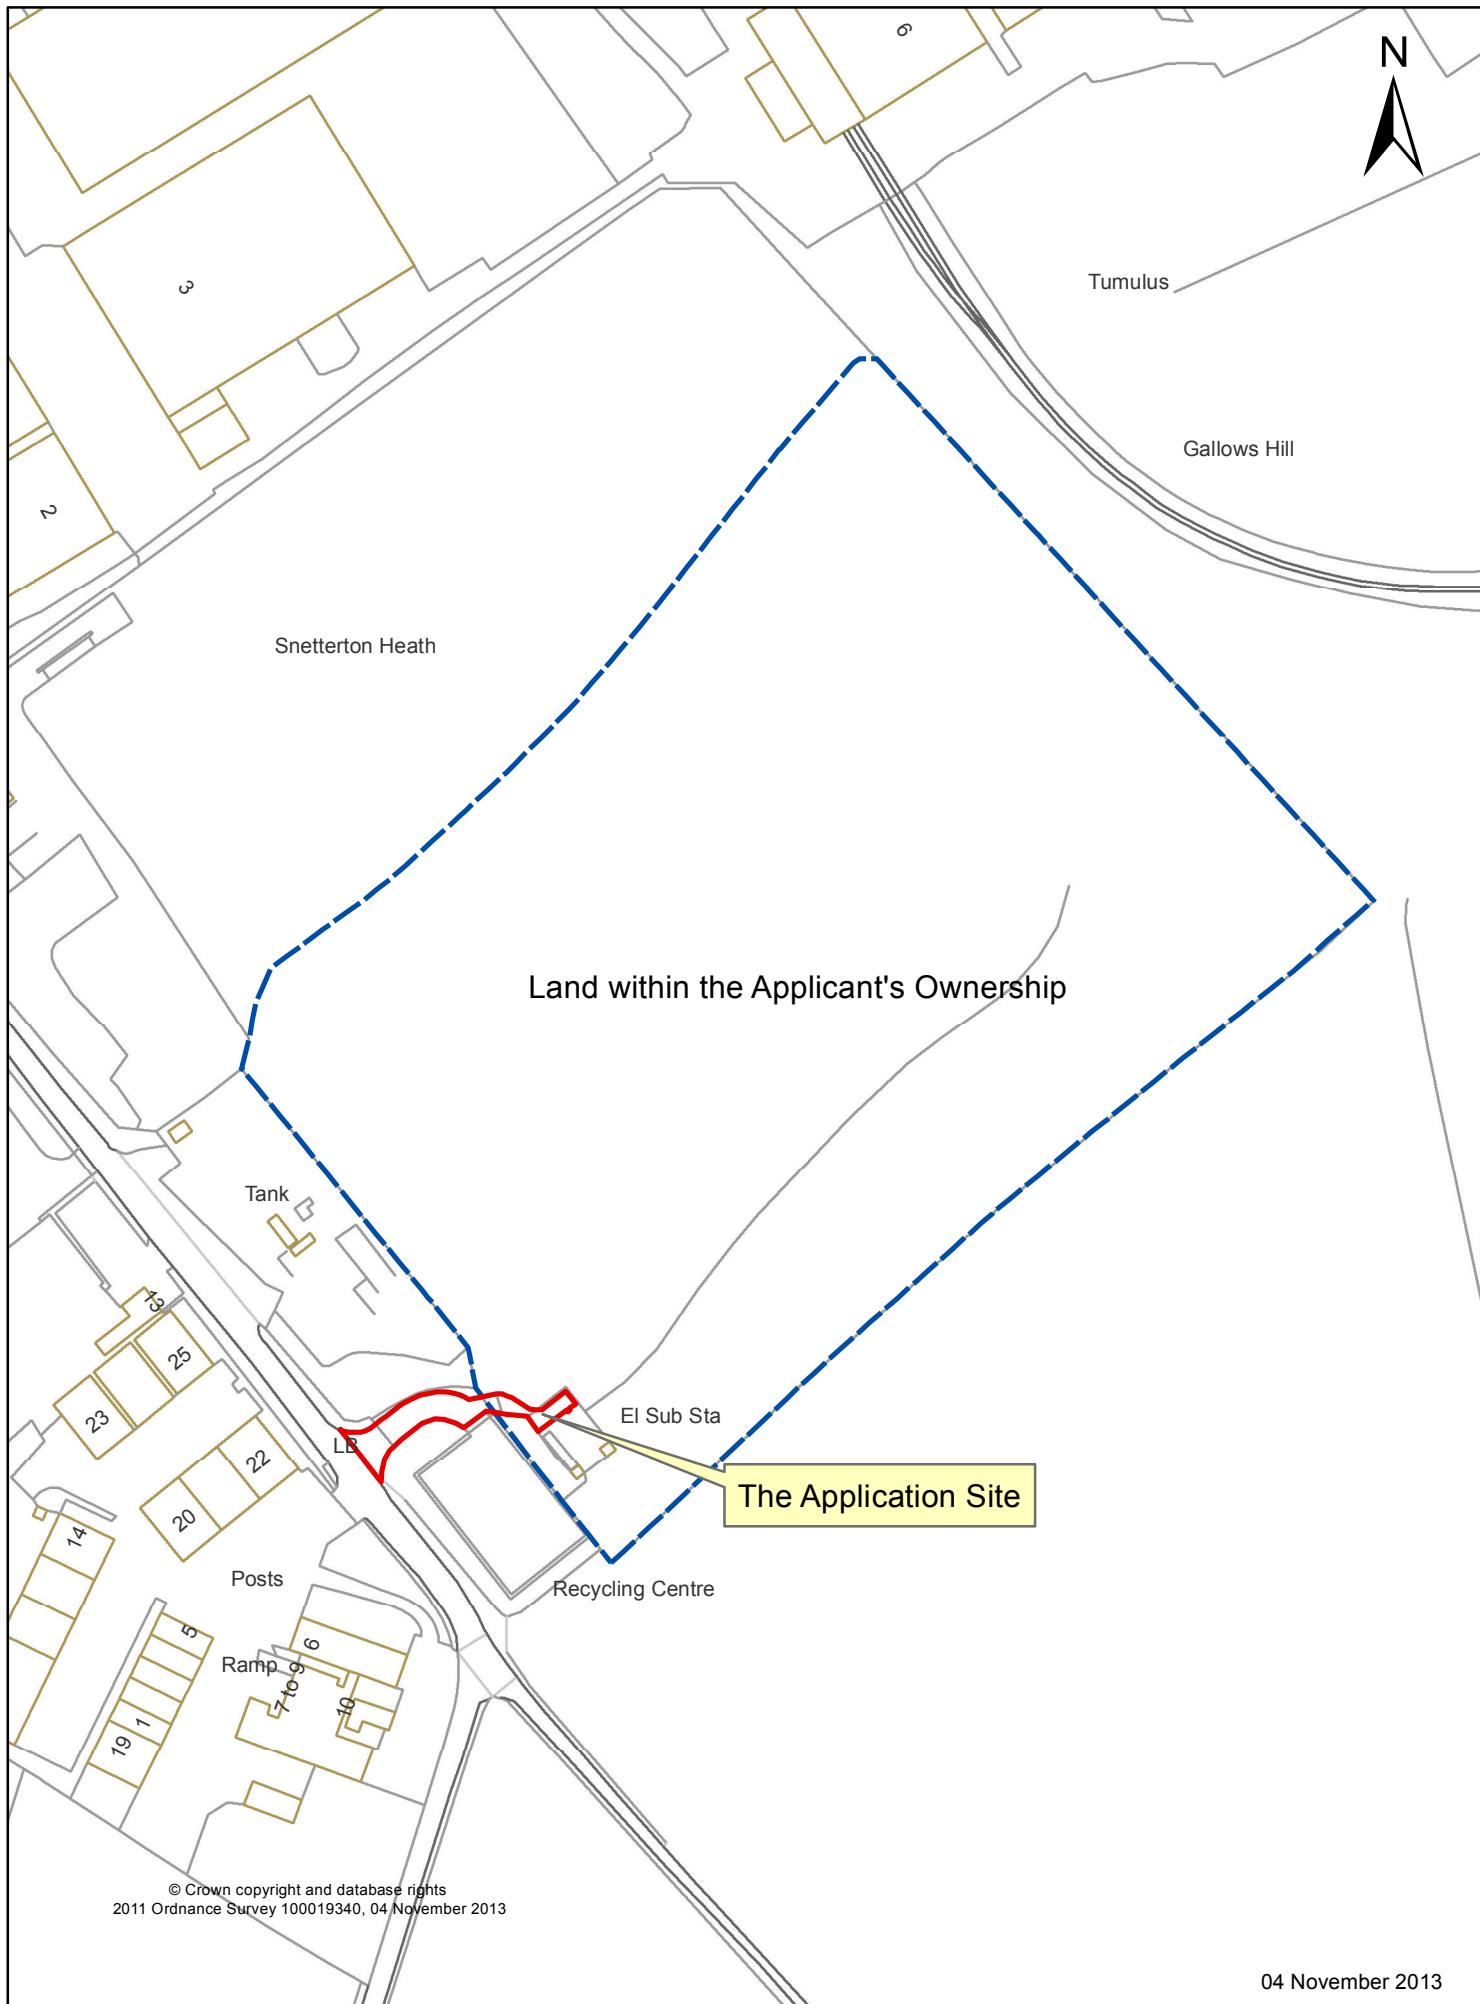 6
N
Tumulus
3
Gallows Hill
2
Snetterton Heath
Land within the Applicant's Ownership
Tank
13
25
23
El Sub Sta
LB
22
The Application Site
20
14
Posts
Recycling Centre
5
6
Ramp
7 to 9
10
1
19
© Crown copyright and database rights
2011 Ordnance Survey 100019340, 04 November 2013
04 November 2013